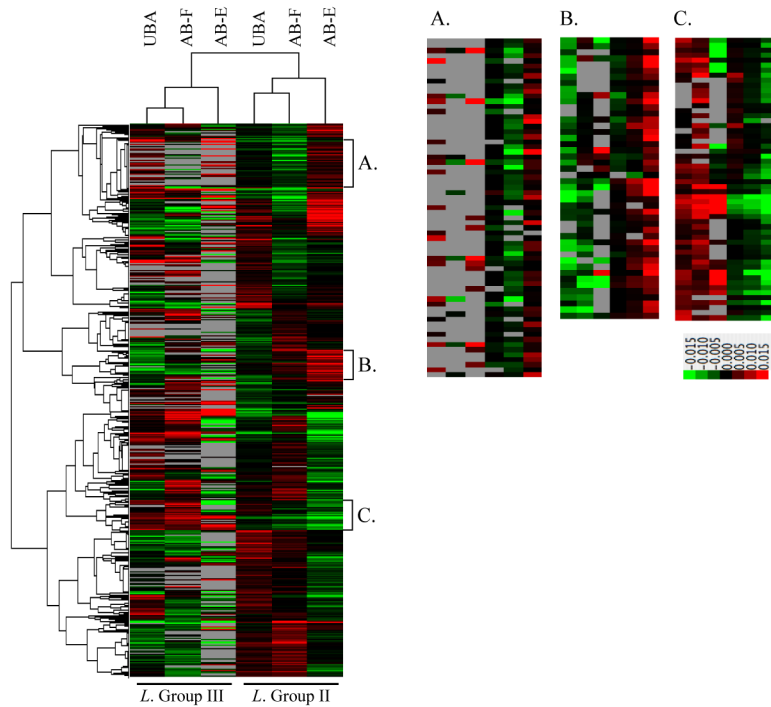 UBA AB-F AB-E UBA AB-F AB-E
A.
B.
C.
L. Group III L. Group II
A. B. C.
-0.015
-0.010
-0.005
0.000
0.005
0.010
0.015